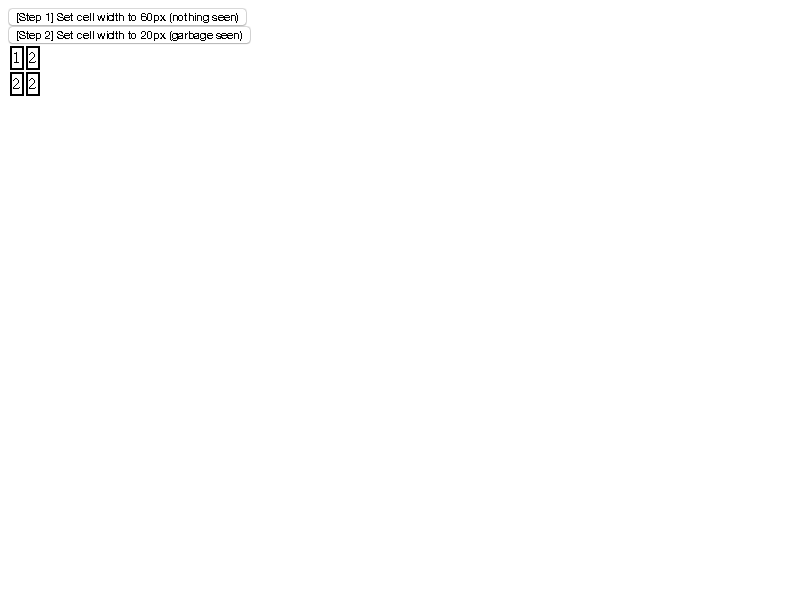 [Step 1] Set cell width to 60px (nothing seen)
[Step 2] Set cell width to 20px (garbage seen)
1 2
2 2